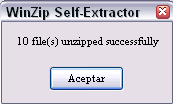 WinZip Self-Extractor
10 file(s) unzipped successfully
Aceptar